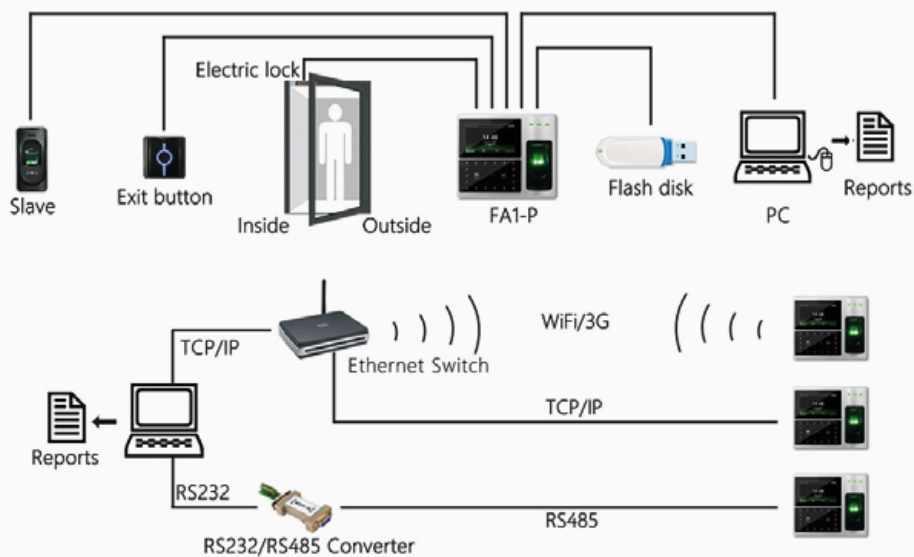 Electric lock
Slave
Exit button
Inside
Outside
FA1-P
Flash disk
PC
Reports
TCP/IP
Ethernet Switch
WiFi/3G
TCP/IP
Reports
RS232
RS232/RS485 Converter
RS485